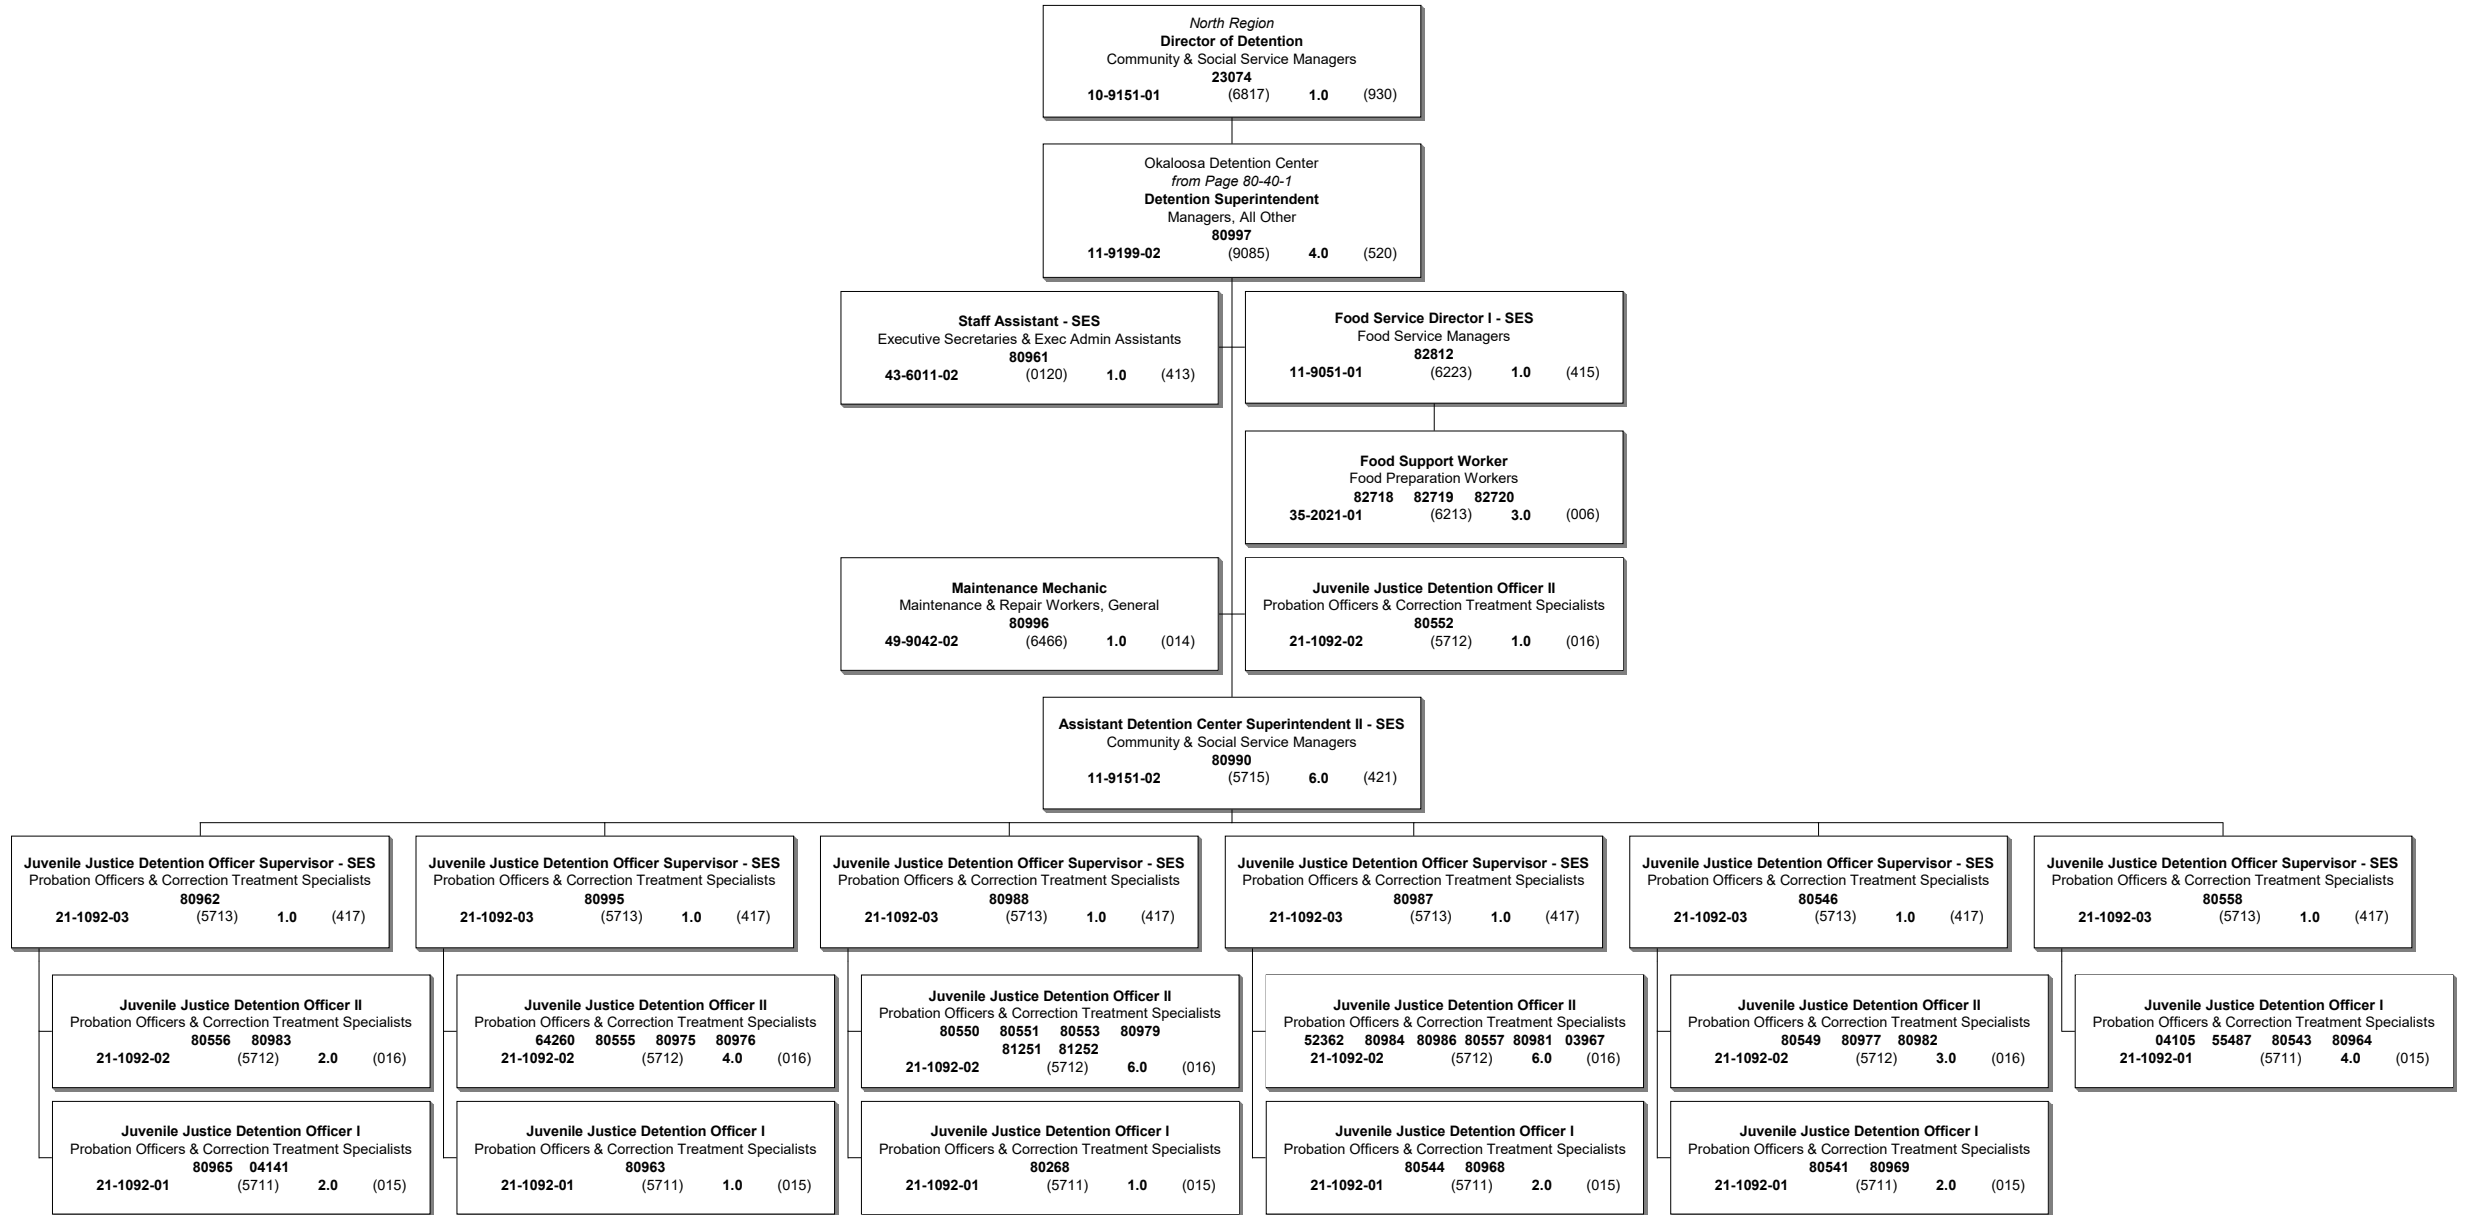 North Region
Director of Detention
Community & Social Service Managers
23074
10-9151-01 (6817) 1.0 (930)
Okaloosa Detention Center
from Page 80-40-1
Detention Superintendent
Managers, All Other
80997
11-9199-02 (9085) 4.0 (520)
Staff Assistant - SES
Executive Secretaries & Exec Admin Assistants
80961
43-6011-02 (0120) 1.0 (413)
Food Service Director I - SES
Food Service Managers
82812
11-9051-01 (6223) 1.0 (415)
Food Support Worker
Food Preparation Workers
82718 82719 82720
35-2021-01 (6213) 3.0 (006)
Maintenance Mechanic
Maintenance & Repair Workers, General
80996
49-9042-02 (6466) 1.0 (014)
Juvenile Justice Detention Officer II
Probation Officers & Correction Treatment Specialists
80552
21-1092-02 (5712) 1.0 (016)
Assistant Detention Center Superintendent II - SES
Community & Social Service Managers
80990
11-9151-02 (5715) 6.0 (421)
Juvenile Justice Detention Officer Supervisor - SES
Probation Officers & Correction Treatment Specialists
80962
21-1092-03 (5713) 1.0 (417)
Juvenile Justice Detention Officer II
Probation Officers & Correction Treatment Specialists
80556 80983
21-1092-02 (5712) 2.0 (016)
Juvenile Justice Detention Officer I
Probation Officers & Correction Treatment Specialists
80965 04141
21-1092-01 (5711) 2.0 (015)
Juvenile Justice Detention Officer Supervisor - SES
Probation Officers & Correction Treatment Specialists
80995
21-1092-03 (5713) 1.0 (417)
Juvenile Justice Detention Officer II
Probation Officers & Correction Treatment Specialists
64260 80555 80975 80976
21-1092-02 (5712) 4.0 (016)
Juvenile Justice Detention Officer I
Probation Officers & Correction Treatment Specialists
80963
21-1092-01 (5711) 1.0 (015)
Juvenile Justice Detention Officer Supervisor - SES
Probation Officers & Correction Treatment Specialists
80988
21-1092-03 (5713) 1.0 (417)
Juvenile Justice Detention Officer II
Probation Officers & Correction Treatment Specialists
80550 80551 80553 80979
81251 81252
21-1092-02 (5712) 6.0 (016)
Juvenile Justice Detention Officer I
Probation Officers & Correction Treatment Specialists
80268
21-1092-01 (5711) 1.0 (015)
Juvenile Justice Detention Officer Supervisor - SES
Probation Officers & Correction Treatment Specialists
80987
21-1092-03 (5713) 1.0 (417)
Juvenile Justice Detention Officer II
Probation Officers & Correction Treatment Specialists
52362 80984 80986 80557 80981 03967
21-1092-02 (5712) 6.0 (016)
Juvenile Justice Detention Officer I
Probation Officers & Correction Treatment Specialists
80544 80968
21-1092-01 (5711) 2.0 (015)
Juvenile Justice Detention Officer Supervisor - SES
Probation Officers & Correction Treatment Specialists
80546
21-1092-03 (5713) 1.0 (417)
Juvenile Justice Detention Officer II
Probation Officers & Correction Treatment Specialists
80549 80977 80982
21-1092-02 (5712) 3.0 (016)
Juvenile Justice Detention Officer I
Probation Officers & Correction Treatment Specialists
80541 80969
21-1092-01 (5711) 2.0 (015)
Juvenile Justice Detention Officer Supervisor - SES
Probation Officers & Correction Treatment Specialists
80558
21-1092-03 (5713) 1.0 (417)
Juvenile Justice Detention Officer I
Probation Officers & Correction Treatment Specialists
04105 55487 80543 80964
21-1092-01 (5711) 4.0 (015)